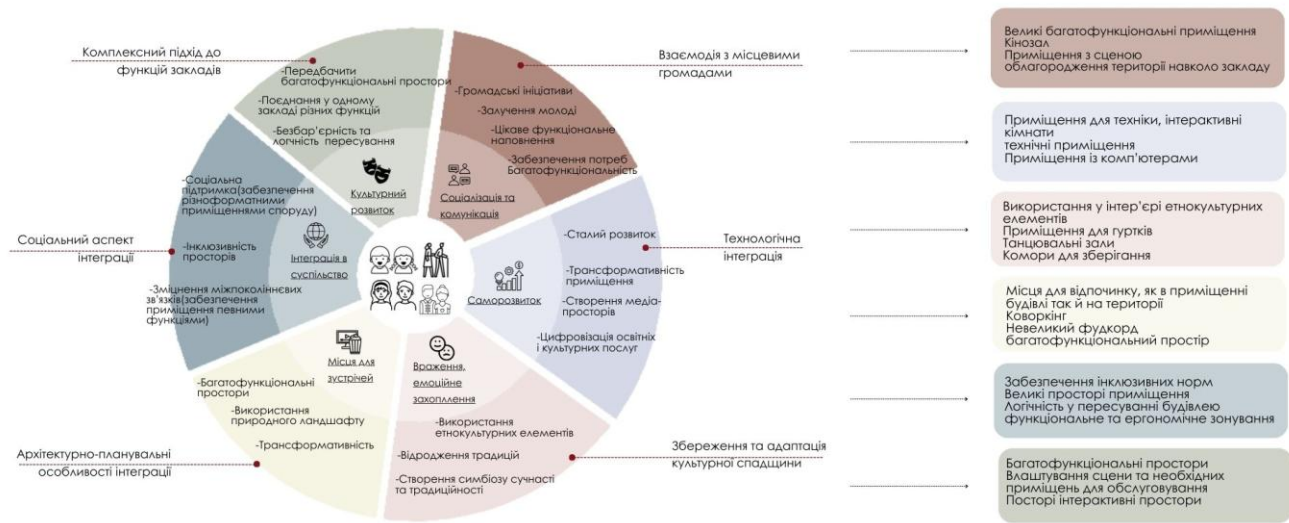 Комплексний підхід до
функцій закладів
-Передбачити
багатофункціональні простори
-Поєднання у одному
закладі різних функцій
-Безбар'єрність та
логічність пересування
Культурний
розвиток
Взаємодія з місцевими
громадами
-Громадські ініціативи
-Залучення молоді
-Цікаве функціональне
наповнення
-Забезпечення потреб
Багатофункціональність
Соціалізація та
комунікація
Соціальний аспект
інтеграції
-Соціальна
підтримка(забезпечення
різноформатними
приміщеннями споруду)
-Інклюзивність
просторів
-Зміцнення міжпоколіннєвих
зв'язків(забезпечення
приміщення певними
функціями)
Інтеграція в
суспільство
Технологічна
інтеграція
-Сталий розвиток
-Трансформативність
приміщення
-Створення медіа-
просторів
-Цифровізація освітніх
і культурних послуг
Саморозвиток
Архітектурно-планувальні
особливості інтеграції
-Багатофункціональні
простори
-Використання
природного ландшафту
-Трансформативність
Місця для
зустрічей
Збереження та адаптація
культурної спадщини
Враження,
емоційне
захопллення
-Використання
етнокультурних елементів
-Відродження традицій
-Створення симбіозу сучності
та традиційності
Великі багатофункціональні приміщення
Кінозал
Приміщення з сценою
облагородження території навколо закладу
Приміщення для техніки, інтерактивні
кімнати
технічні приміщення
Приміщення із комп'ютерами
Використання у інтер'єрі етнокультурних
елементів
Приміщення для гуртків
Танцювальні зали
Комори для зберігання
Місця для відпочинку, як в приміщенні
будівлі так й на території
Коворкінг
Невеликий фудкорд
багатофункціональний простір
Забезпечення інклюзивних норм
Великі просторі приміщення
Логічність у пересуванні будівлею
функціональне та ергономічне зонування
Багатофункціональні простори
Влаштування сцени та необхідних
приміщень для обслуговування
Посторі інтерактивні простори